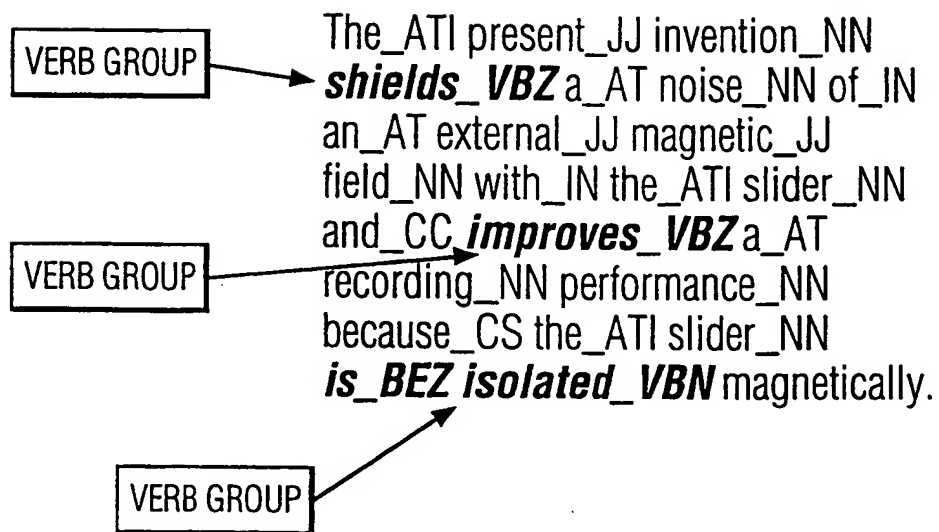 The_ATI present_JJ invention_NN
VERB GROUP
shields_VBZ a_AT noise_NN of_IN
an_AT external_JJ magnetic_JJ
field_NN with_IN the_ATI slider_NN
and_CC improves_VBZ a_AT
VERB GROUP
recording_NN performance_NN
because_CS the_ATI slider_NN
is_BEZ isolated_VBN magnetically.
VERB GROUP